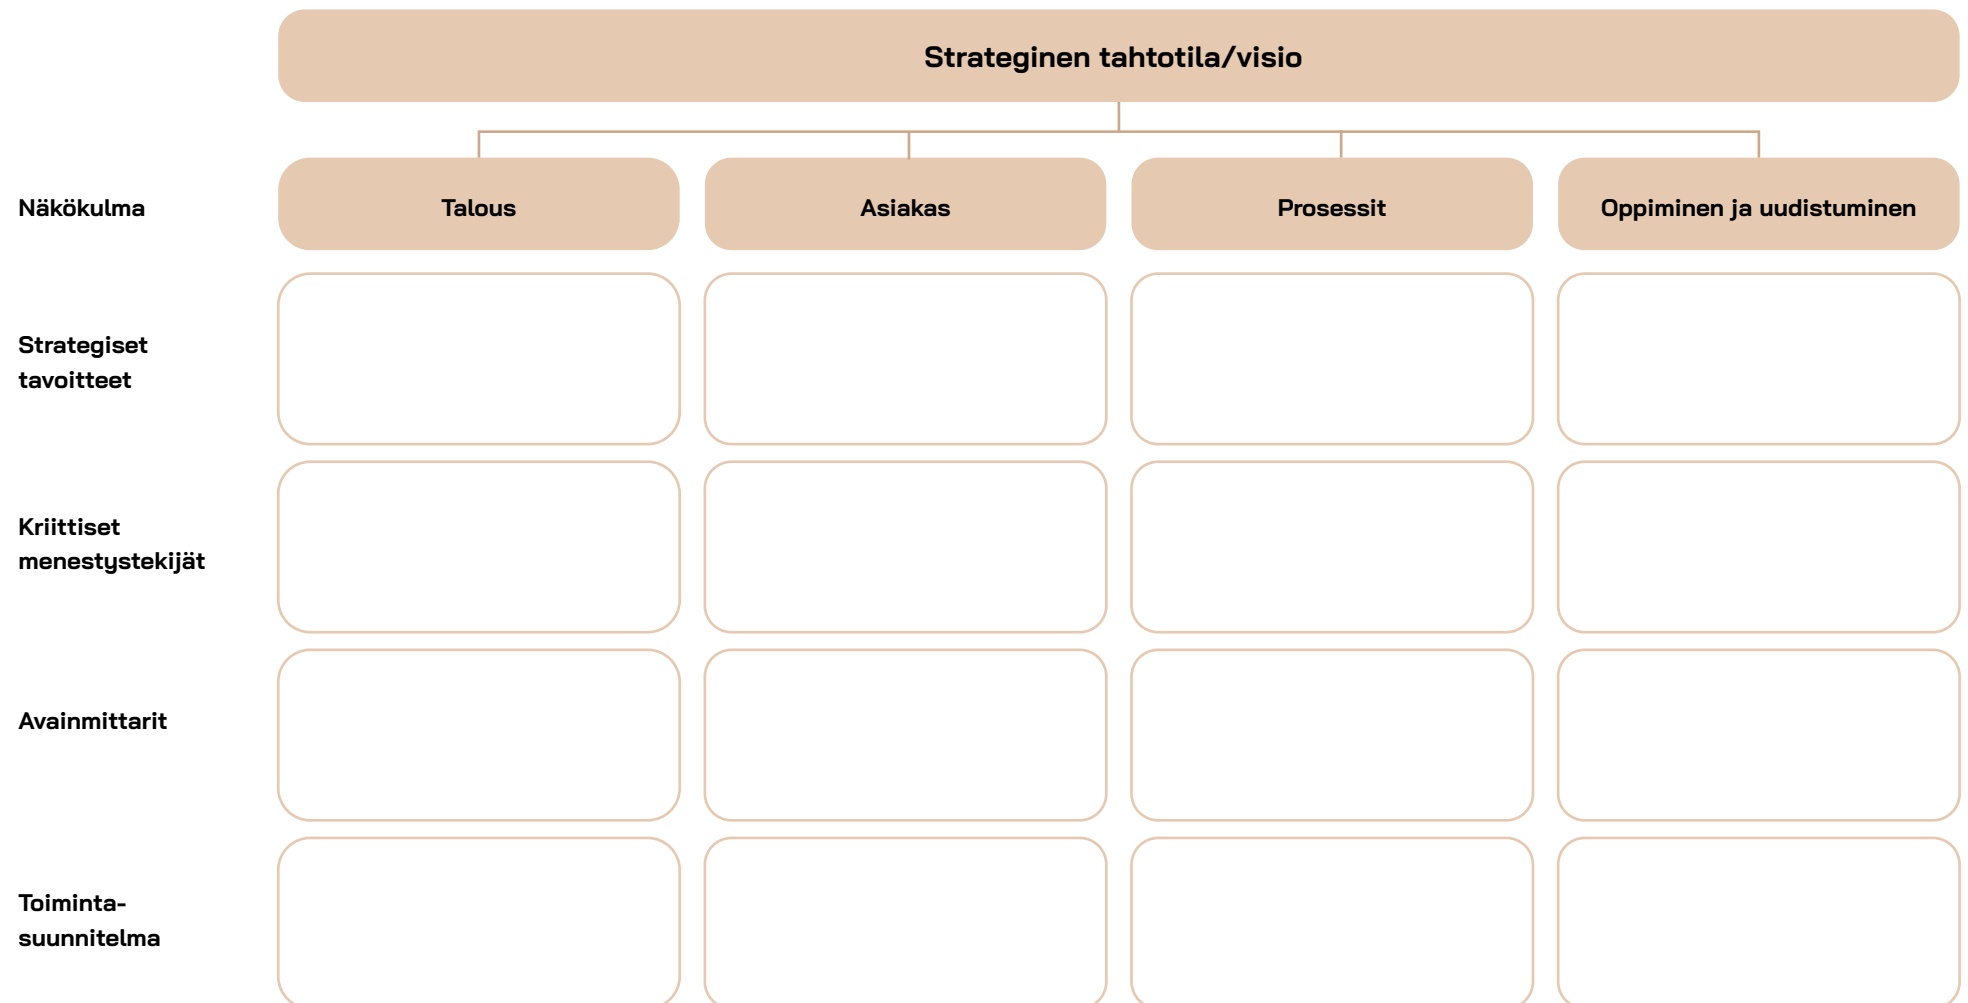 Strateginen tahtotila/visio
Näkökulma
Talous
Asiakas
Prosessit
Oppiminen ja uudistuminen
Strategiset
tavoitteet
Kriittiset
menestystekijät
Avainmittarit
Toiminta-
suunnitelma